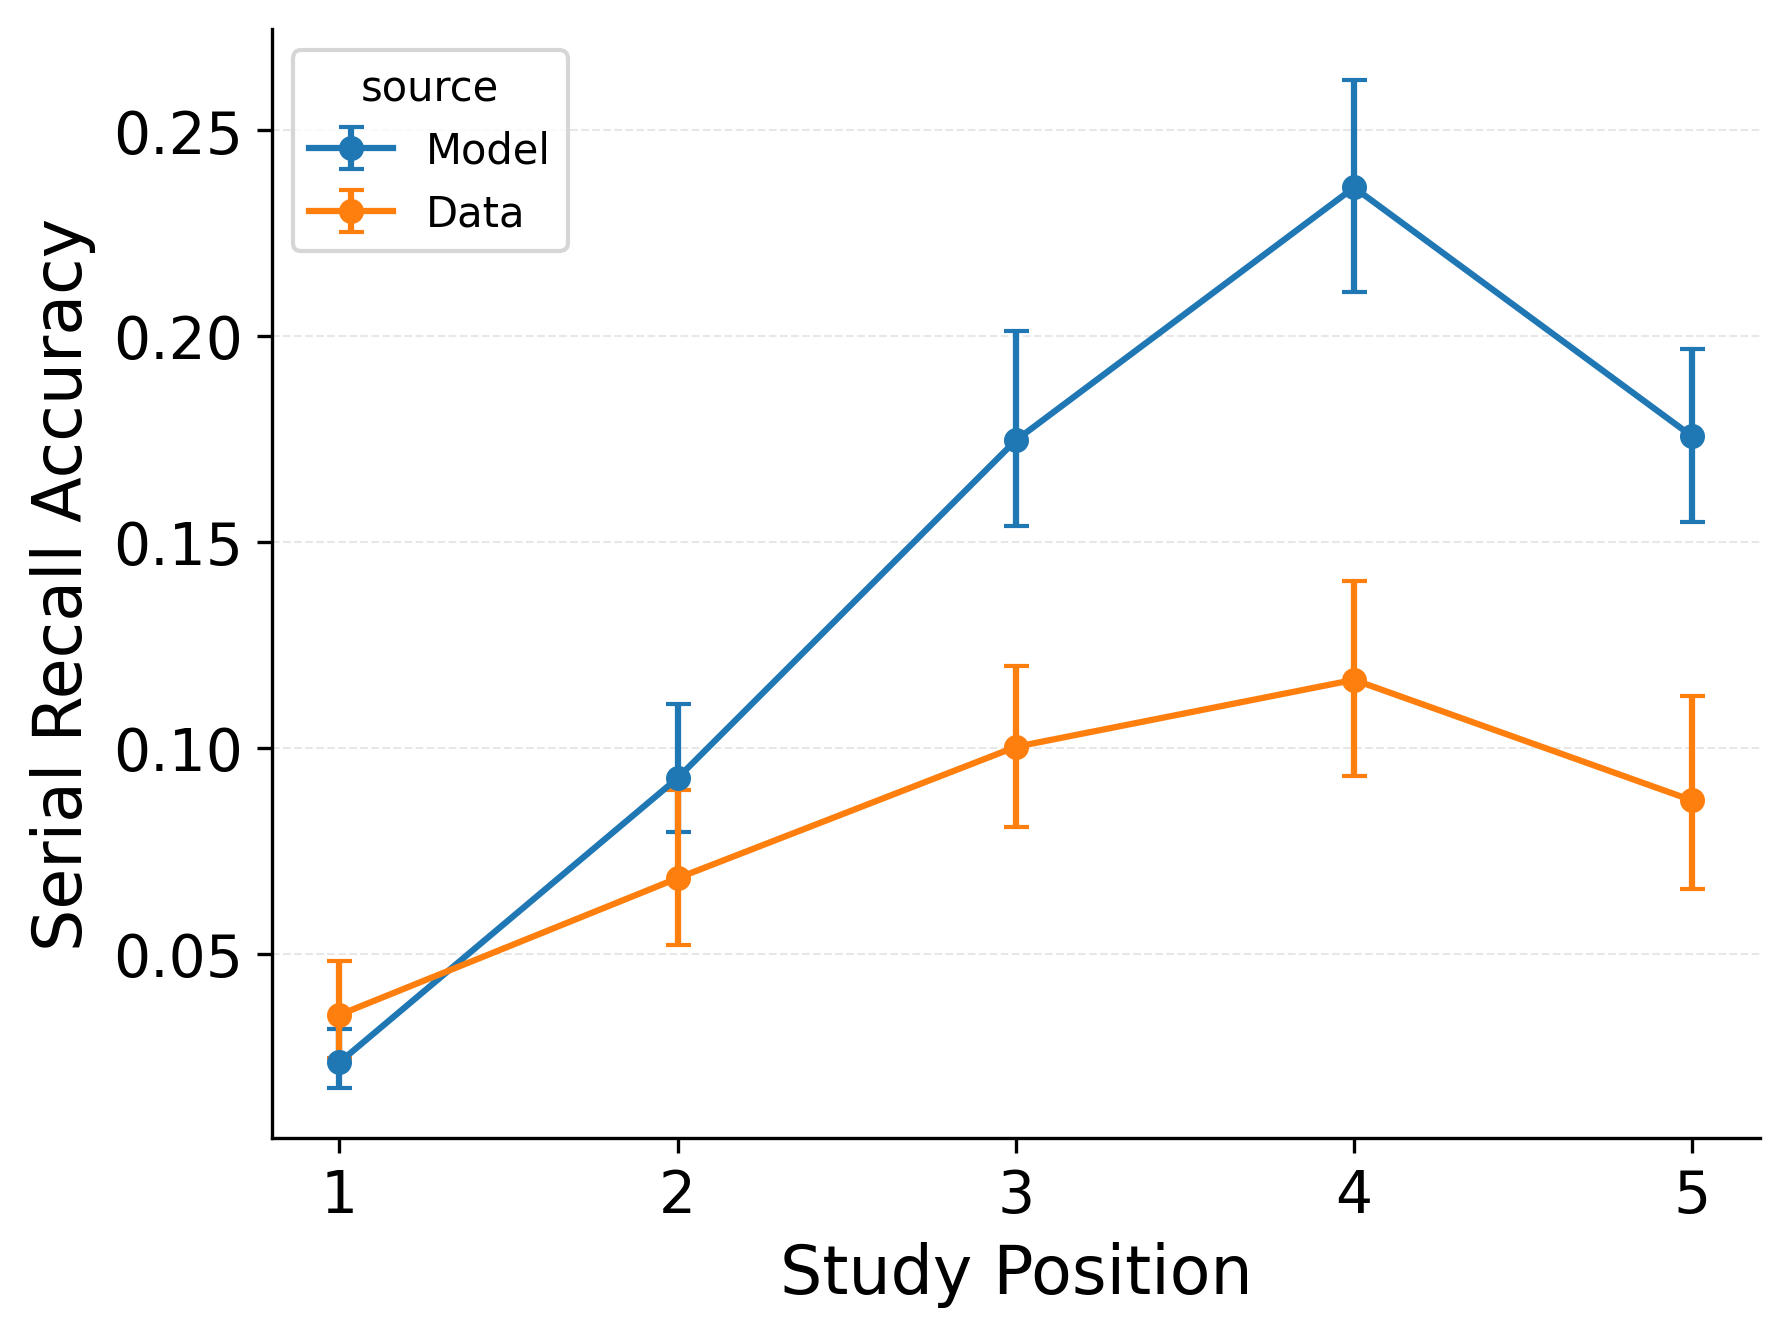 source
Model
Data
0.25
0.20
0.15
0.10
0.05
Serial Recall Accuracy
1 2 3 4 5
Study Position